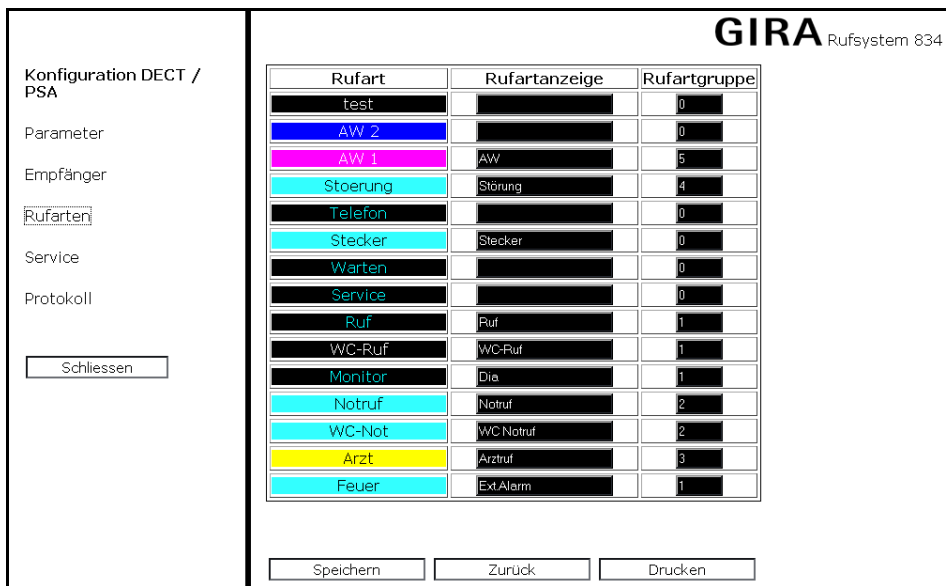 GIRA Rufsystem 834
Konfiguration DECT /
PSA
Parameter
Empfänger
Rufarten
Service
Protokoll
Schliessen
Rufart Rufartanzeige Rufartgruppe
test 0
AW 2 0
AW 1 AW 5
Stoerung Störung 4
Telefon 0
Stecker Stecker 0
Warten 0
Service 0
Ruf Ruf 1
WC-Ruf WC-Ruf 1
Monitor Dia 1
Notruf Notruf 2
WC-Not WC Notruf 2
Arzt Arztruf 3
Feuer Ext.Alarm 1
Speichern Zurück Drucken